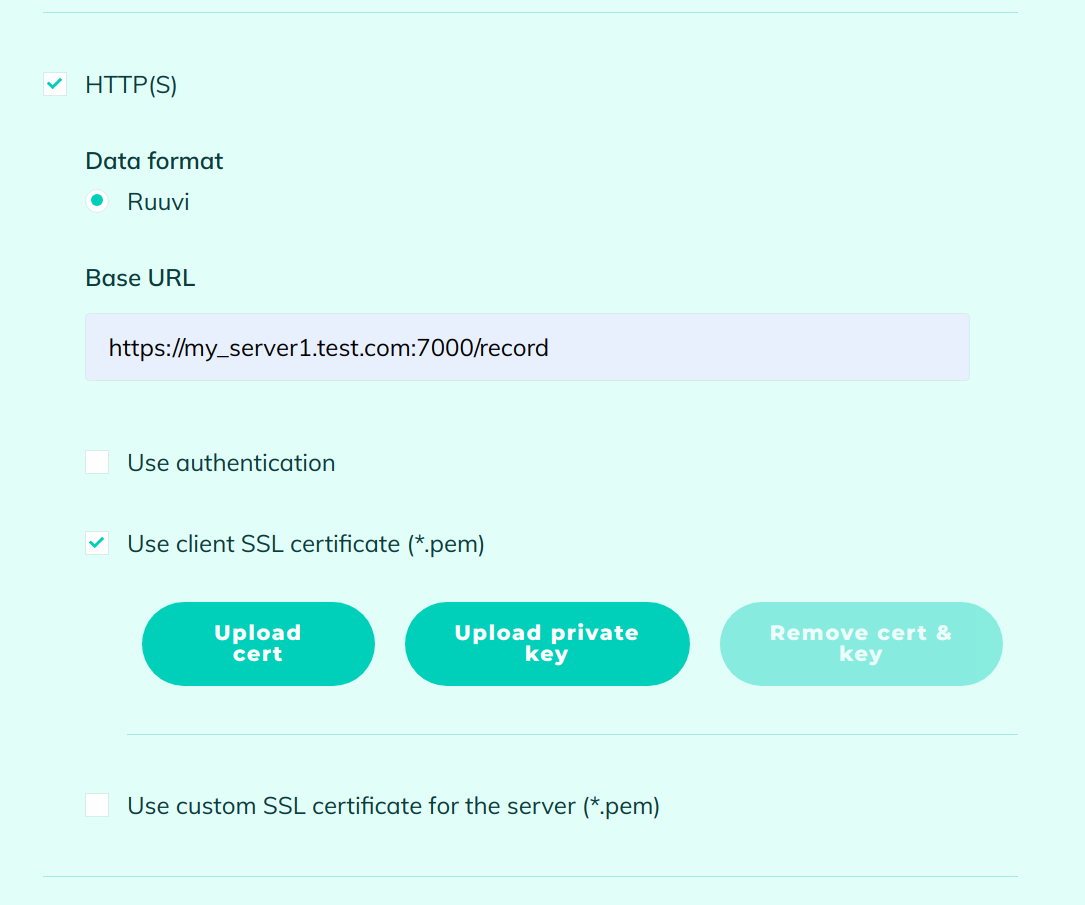 HTTP(S)
Data format
Ruuvi
Base URL
https://my_server1.test.com:7000/record
Use authentication
Use client SSL certificate (*.pem)
Upload
cert
Upload private
key
Remove cert &
key
Use custom SSL certificate for the server (*.pem)